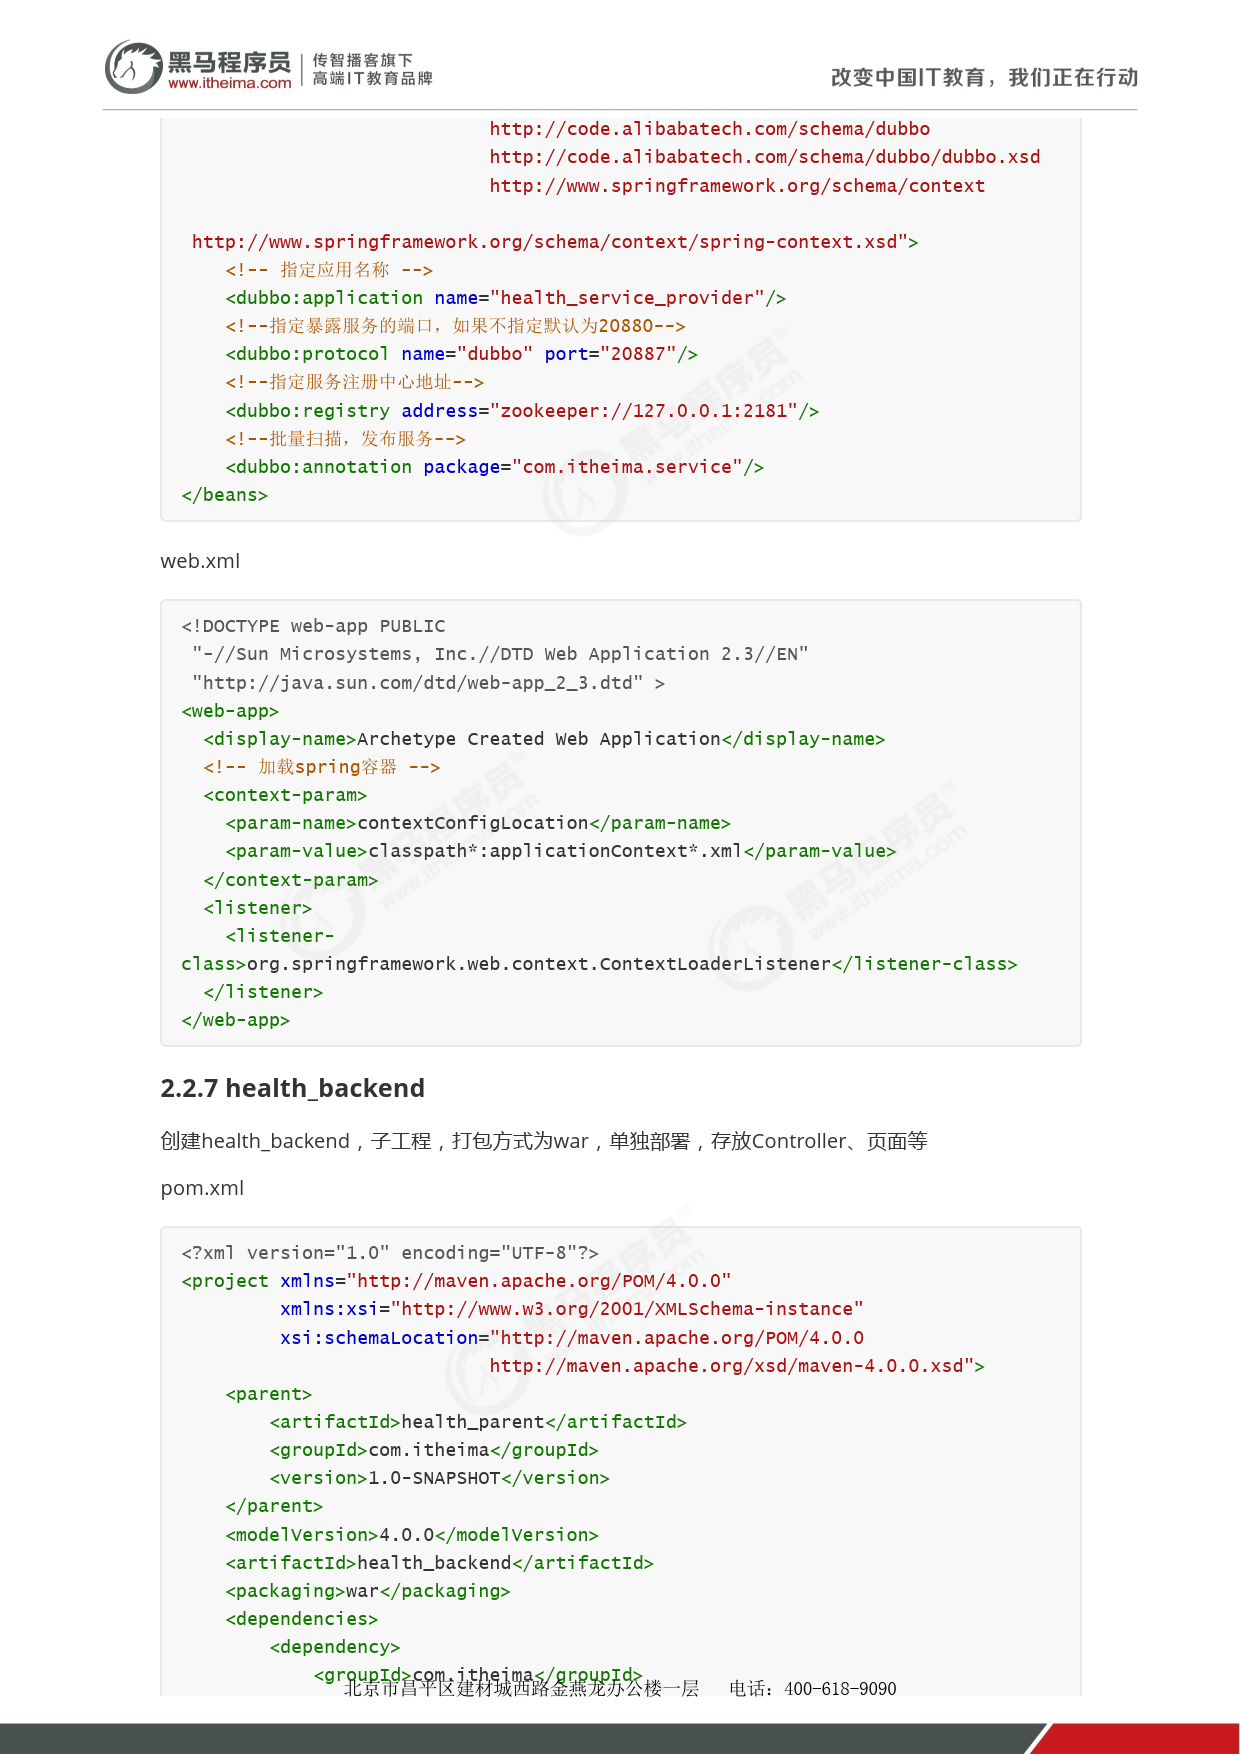 黑马程序员
www.itheima.com
传智播客旗下
高端IT教育品牌
改变中国IT教育，我们正在行动
http://code.alibabatech.com/schema/dubbo
http://code.alibabatech.com/schema/dubbo/dubbo.xsd
http://www.springframework.org/schema/context
http://www.springframework.org/schema/context/spring-context.xsd">
<!-- 指定应用名称 -->
<dubbo:application name="health_service_provider"/>
<!--指定暴露服务的端口，如果不指定默认为20880-->
<dubbo:protocol name="dubbo" port="20887"/>
<!--指定服务注册中心地址-->
<dubbo:registry address="zookeeper://127.0.0.1:2181"/>
<!--批量扫描，发布服务-->
<dubbo:annotation package="com.itheima.service"/>
</beans>
web.xml
<!DOCTYPE web-app PUBLIC
"-//Sun Microsystems, Inc.//DTD Web Application 2.3//EN"
"http://java.sun.com/dtd/web-app_2_3.dtd" >
<web-app>
<display-name>Archetype Created Web Application</display-name>
<!-- 加载spring容器 -->
<context-param>
<param-name>contextConfigLocation</param-name>
<param-value>classpath*:applicationContext*.xml</param-value>
</context-param>
<listener>
<listener-
class>org.springframework.web.context.ContextLoaderListener</listener-class>
</listener>
</web-app>
2.2.7 health_backend
创建health_backend，子工程，打包方式为war，单独部署，存放Controller、页面等
pom.xml
<?xml version="1.0" encoding="UTF-8"?>
<project xmlns="http://maven.apache.org/POM/4.0.0"
xmlns:xsi="http://www.w3.org/2001/XMLSchema-instance"
xsi:schemaLocation="http://maven.apache.org/POM/4.0.0
http://maven.apache.org/xsd/maven-4.0.0.xsd">
<parent>
<artifactId>health_parent</artifactId>
<groupId>com.itheima</groupId>
<version>1.0-SNAPSHOT</version>
</parent>
<modelVersion>4.0.0</modelVersion>
<artifactId>health_backend</artifactId>
<packaging>war</packaging>
<dependencies>
<dependency>
<groupId>com.itheima</groupId>
北京市昌平区建材城西路金燕龙办公楼一层 电话：400-618-9090